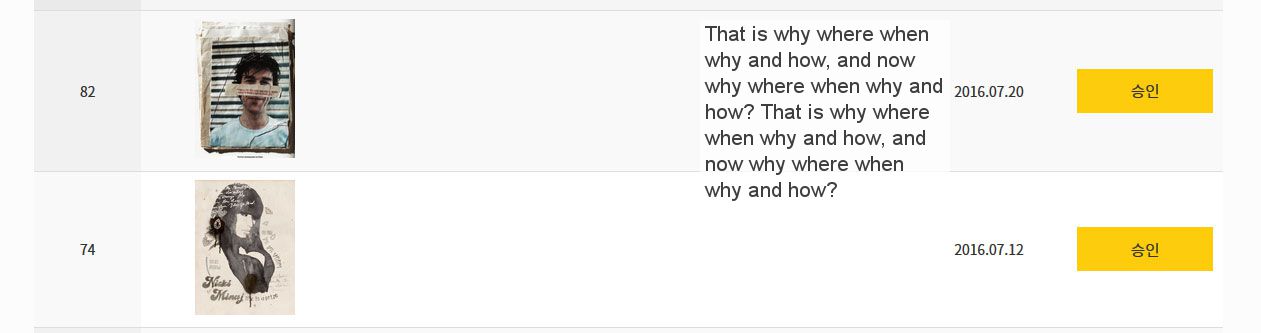 82
That is why where when
why and how, and now
why where when why and
how? That is why where
when why and how, and
now why where when
why and how?
2016.07.20
승인
74
Nicki
Minaj
2016.07.12
승인